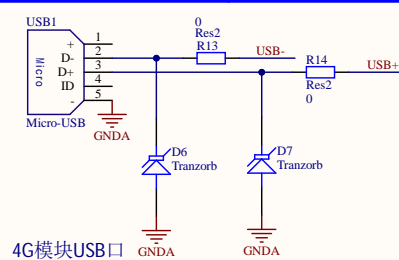 USB1
0
Res2
R13
USB-
+ 1
D- 2
D+ 3
ID 4
- 5
Micro
R14
Res2
0
USB+
Micro-USB
GNDA
D6
Tranzorb
D7
Tranzorb
GNDA
GNDA
4G模块USB口